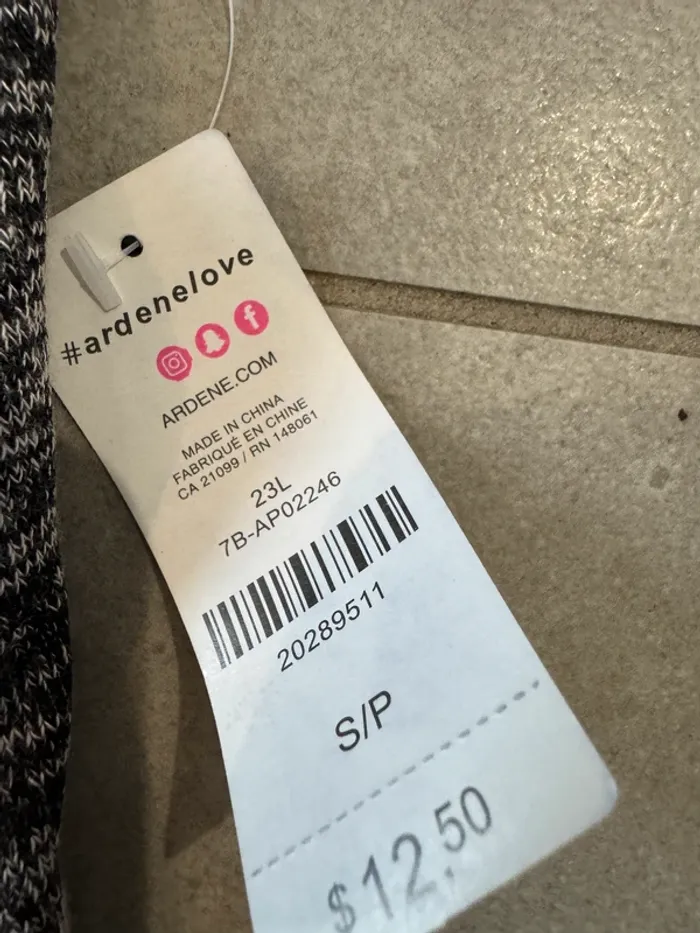 #ardenelove
ARDENE.COM
MADE IN CHINA
FABRIQUÉ EN CHINE
CA 21099 / RN 148061
23L
7B-AP02246
20289511
S/P
$12.50